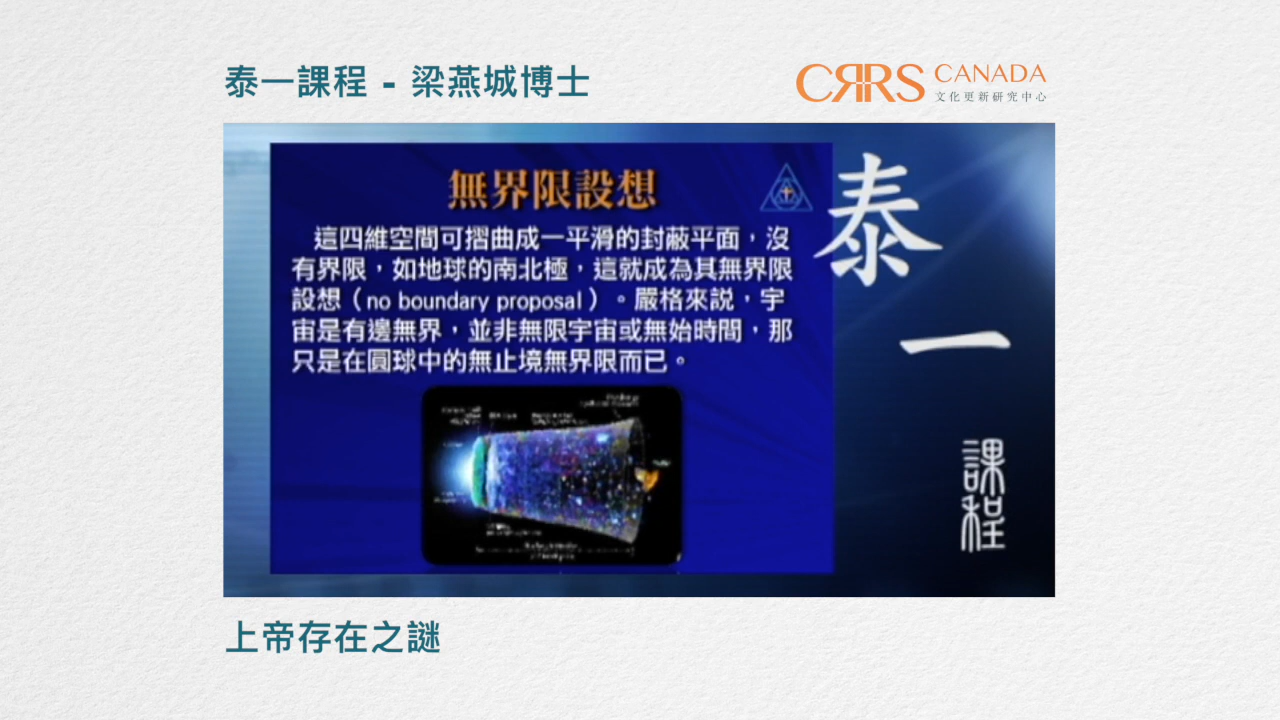 泰一課程 - 梁燕城博士
CRRS CANADA
文化更新研究中心
無界限設想
這四維空間可摺曲成一平滑的封蔽平面，沒
有界限，如地球的南北極，這就成為其無界限
設想（no boundary proposal）。嚴格來説，宇
宙是有邊無界，並非無限宇宙或無始時間，那
只是在圓球中的無止境無界限而已。
泰
一
課程
上帝存在之謎